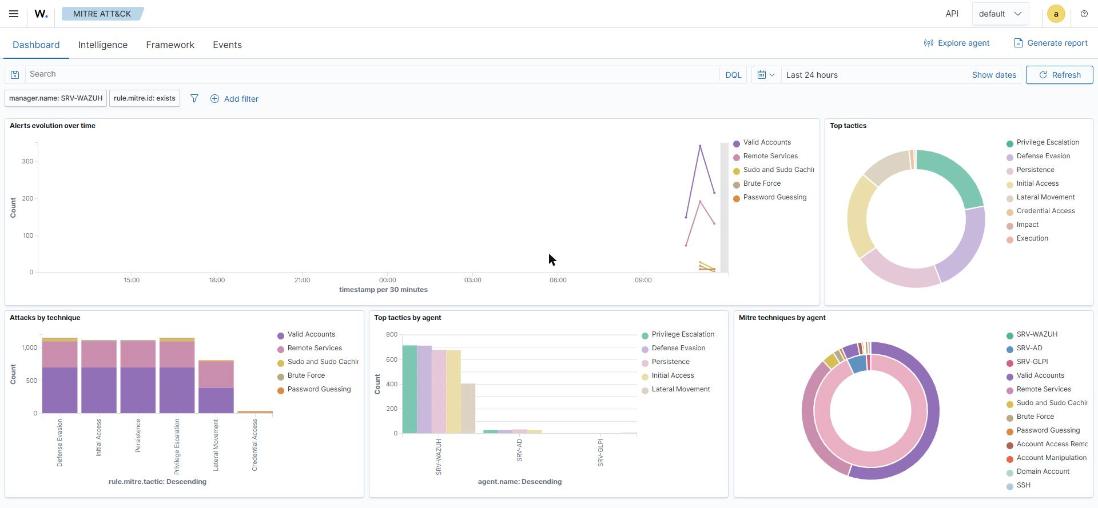 W. MITRE ATT&CK API default a
Dashboard Intelligence Framework Events Explore agent Generate report
Search DQL Last 24 hours Show dates Refresh
manager.name: SRV-WAZUH rule.mitre.id: exists Add filter
Alerts evolution over time
300
200
100
0
Count
15:00 18:00 21:00 00:00 03:00 06:00 09:00
timestamp per 30 minutes
Valid Accounts
Remote Services
Sudo and Sudo Cachi
Brute Force
Password Guessing
Top tactics
Privilege Escalation
Defense Evasion
Persistence
Initial Access
Lateral Movement
Credential Access
Impact
Execution
Attacks by technique
1,000
500
0
Count
Defense Evasion
Initial Access
Persistence
Privilege Escalation
Lateral Movement
Credential Access
rule.mitre.tactic: Descending
Valid Accounts
Remote Services
Sudo and Sudo Cachin
Brute Force
Password Guessing
Top tactics by agent
800
600
400
200
0
Count
SRV-WAZUH
SRV-AD
SRV-GLPI
agent.name: Descending
Privilege Escalation
Defense Evasion
Persistence
Initial Access
Lateral Movement
Mitre techniques by agent
SRV-WAZUH
SRV-AD
SRV-GLPI
Valid Accounts
Remote Services
Sudo and Sudo Cachin
Brute Force
Password Guessing
Account Access Remo
Account Manipulation
Domain Account
SSH